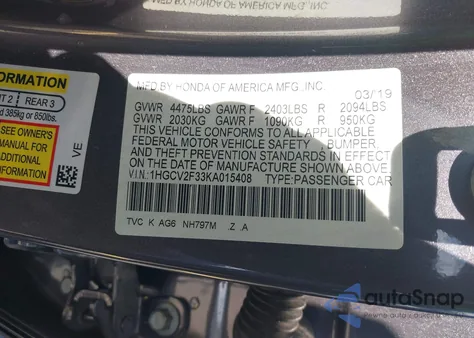 MFD BY HONDA OF AMERICA MFG.,INC.
03/19
GVWR 4475LBS GAWR F 2403LBS R 2094LBS
GVWR 2030KG GAWR F 1090KG R 950KG
THIS VEHICLE CONFORMS TO ALL APPLICABLE
FEDERAL MOTOR VEHICLE SAFETY, BUMPER,
AND THEFT PREVENTION STANDARDS IN EFFECT
ON THE DATE OF MANUFACTURE SHOWN ABOVE.
V.I.N.:1HGCV2F33KA015408 TYPE:PASSENGER CAR
TVC K AG6 NH797M .Z .A
2 REAR 3
385kg or 850lbs.
SEE OWNER'S
MANUAL FOR
VE
autoSnap